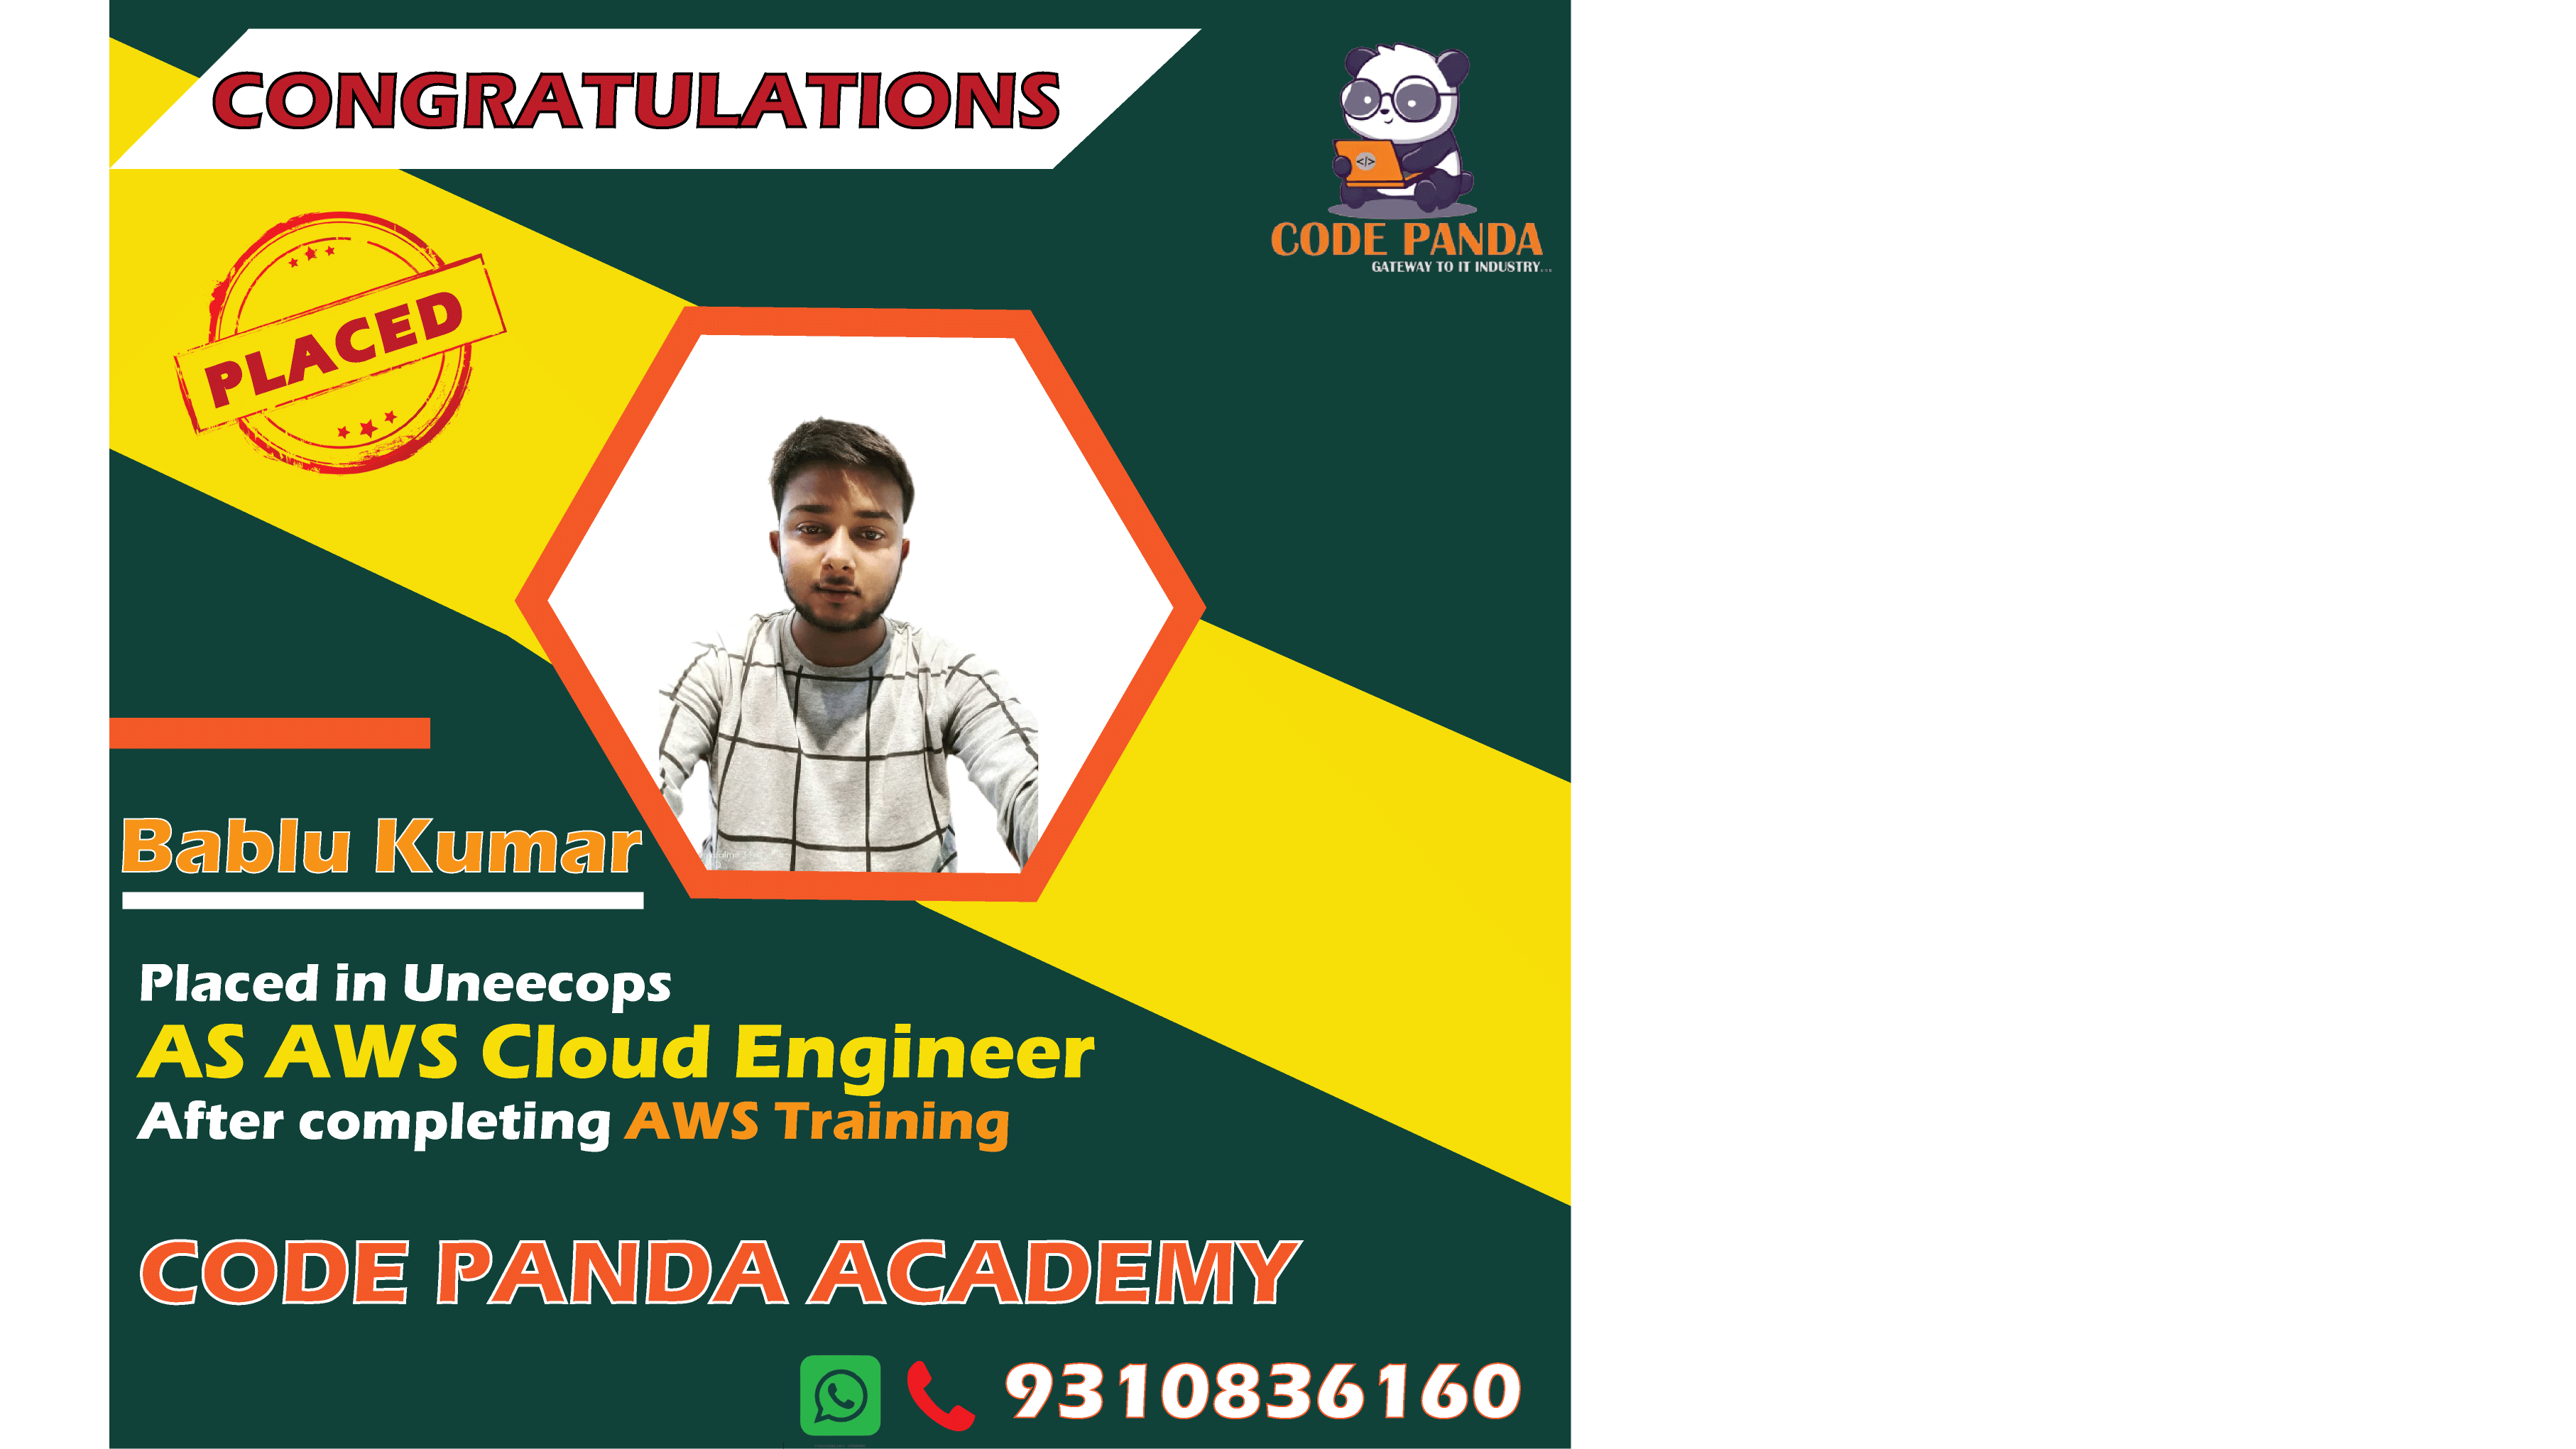 CONGRATULATIONS
</>
CODE PANDA
GATEWAY TO IT INDUSTRY...
PLACED
Bablu Kumar
Placed in Uneecops
AS AWS Cloud Engineer
After completing AWS Training
CODE PANDA ACADEMY
9310836160